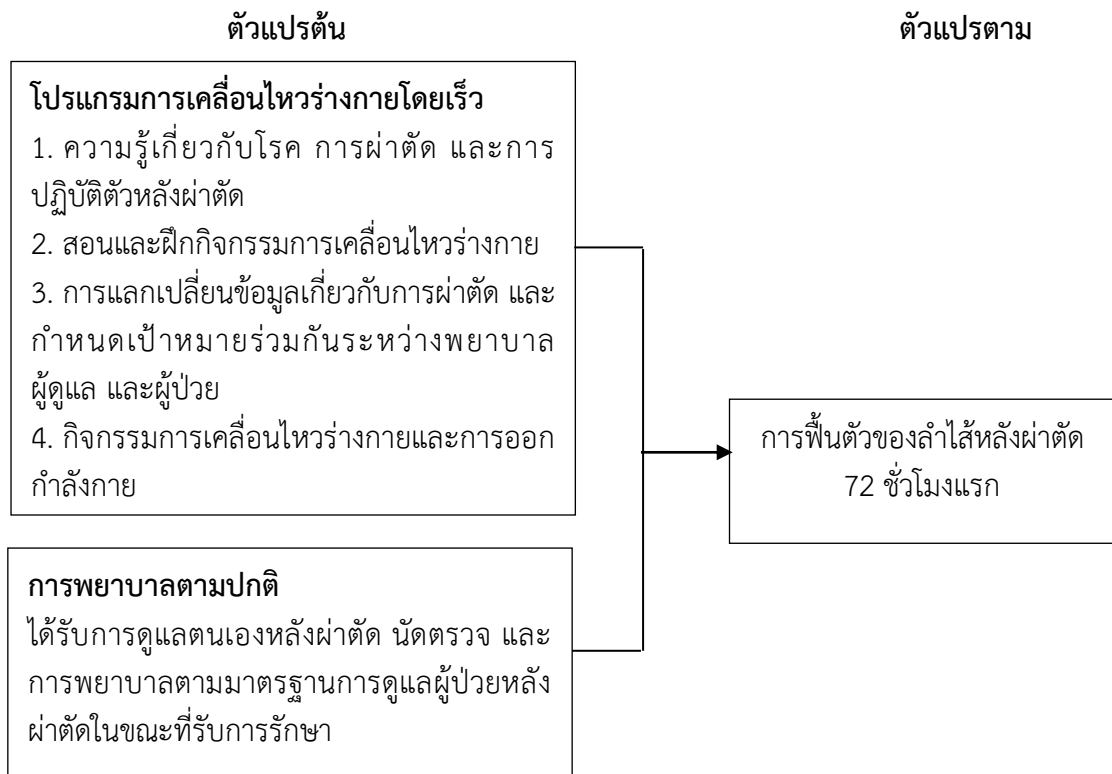 ตัวแปรต้น
ตัวแปรตาม
โปรแกรมการเคลื่อนไหวร่างกายโดยเร็ว
1. ความรู้เกี่ยวกับโรค การผ่าตัด และการ
ปฏิบัติตัวหลังผ่าตัด
2. สอนและฝึกกิจกรรมการเคลื่อนไหวร่างกาย
3. การแลกเปลี่ยนข้อมูลเกี่ยวกับการผ่าตัด และ
กำหนดเป้าหมายร่วมกันระหว่างพยาบาล
ผู้ดูแล และผู้ป่วย
4. กิจกรรมการเคลื่อนไหวร่างกายและการออก
กำลังกาย
การฟื้นตัวของลำไส้หลังผ่าตัด
72 ชั่วโมงแรก
การพยาบาลตามปกติ
ได้รับการดูแลตนเองหลังผ่าตัด นัดตรวจ และ
การพยาบาลตามมาตรฐานการดูแลผู้ป่วยหลัง
ผ่าตัดในขณะที่รับการรักษา